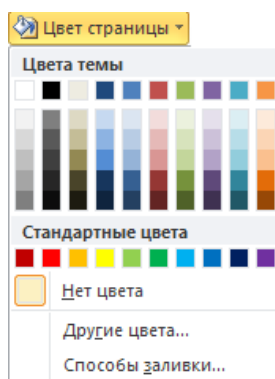 Цвет страницы
Цвета темы
Стандартные цвета
Нет цвета
Другие цвета...
Способы заливки...